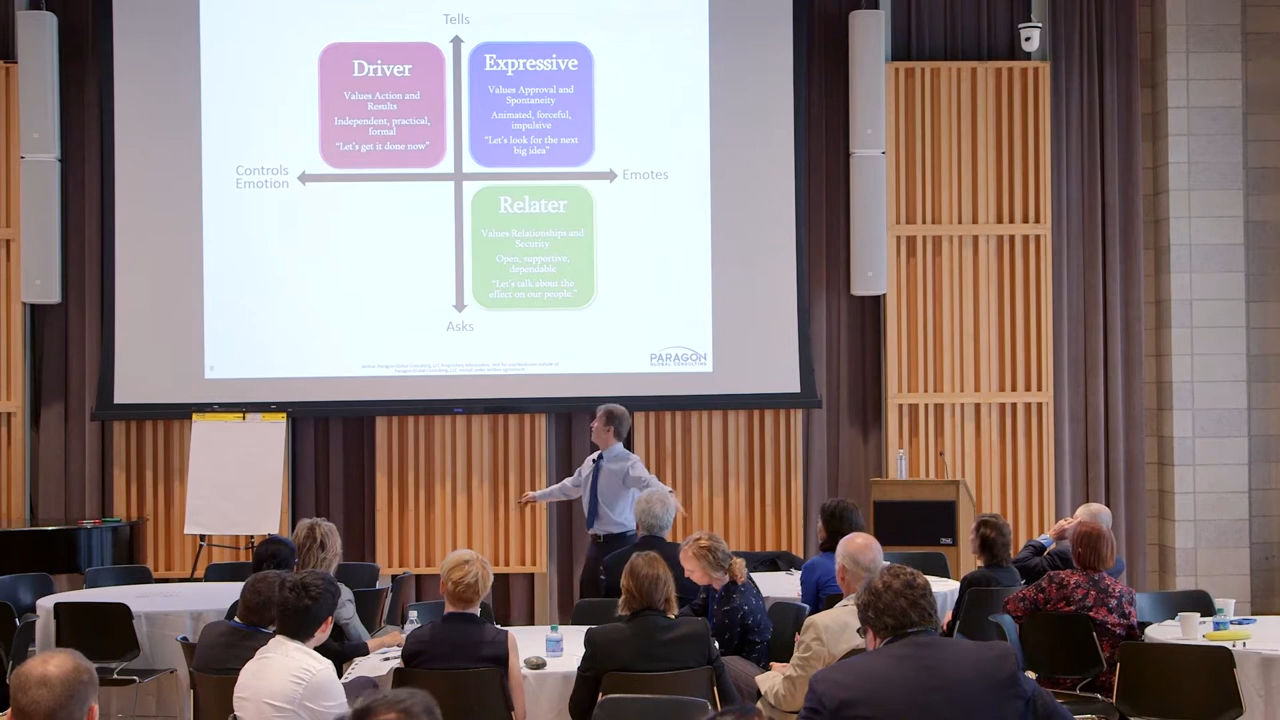 Tells
Driver
Values Action and
Results
Independent, practical,
formal
"Let's get it done now"
Expressive
Values Approval and
Spontaneity
Animated, forceful,
impulsive
"Let's look for the next
big idea"
Controls
Emotion
Emotes
Relater
Values Relationships and
Security
Open, supportive,
dependable
"Let's talk about the
effect on our people."
Asks
8
PARAGON
GLOBAL CONSULTING